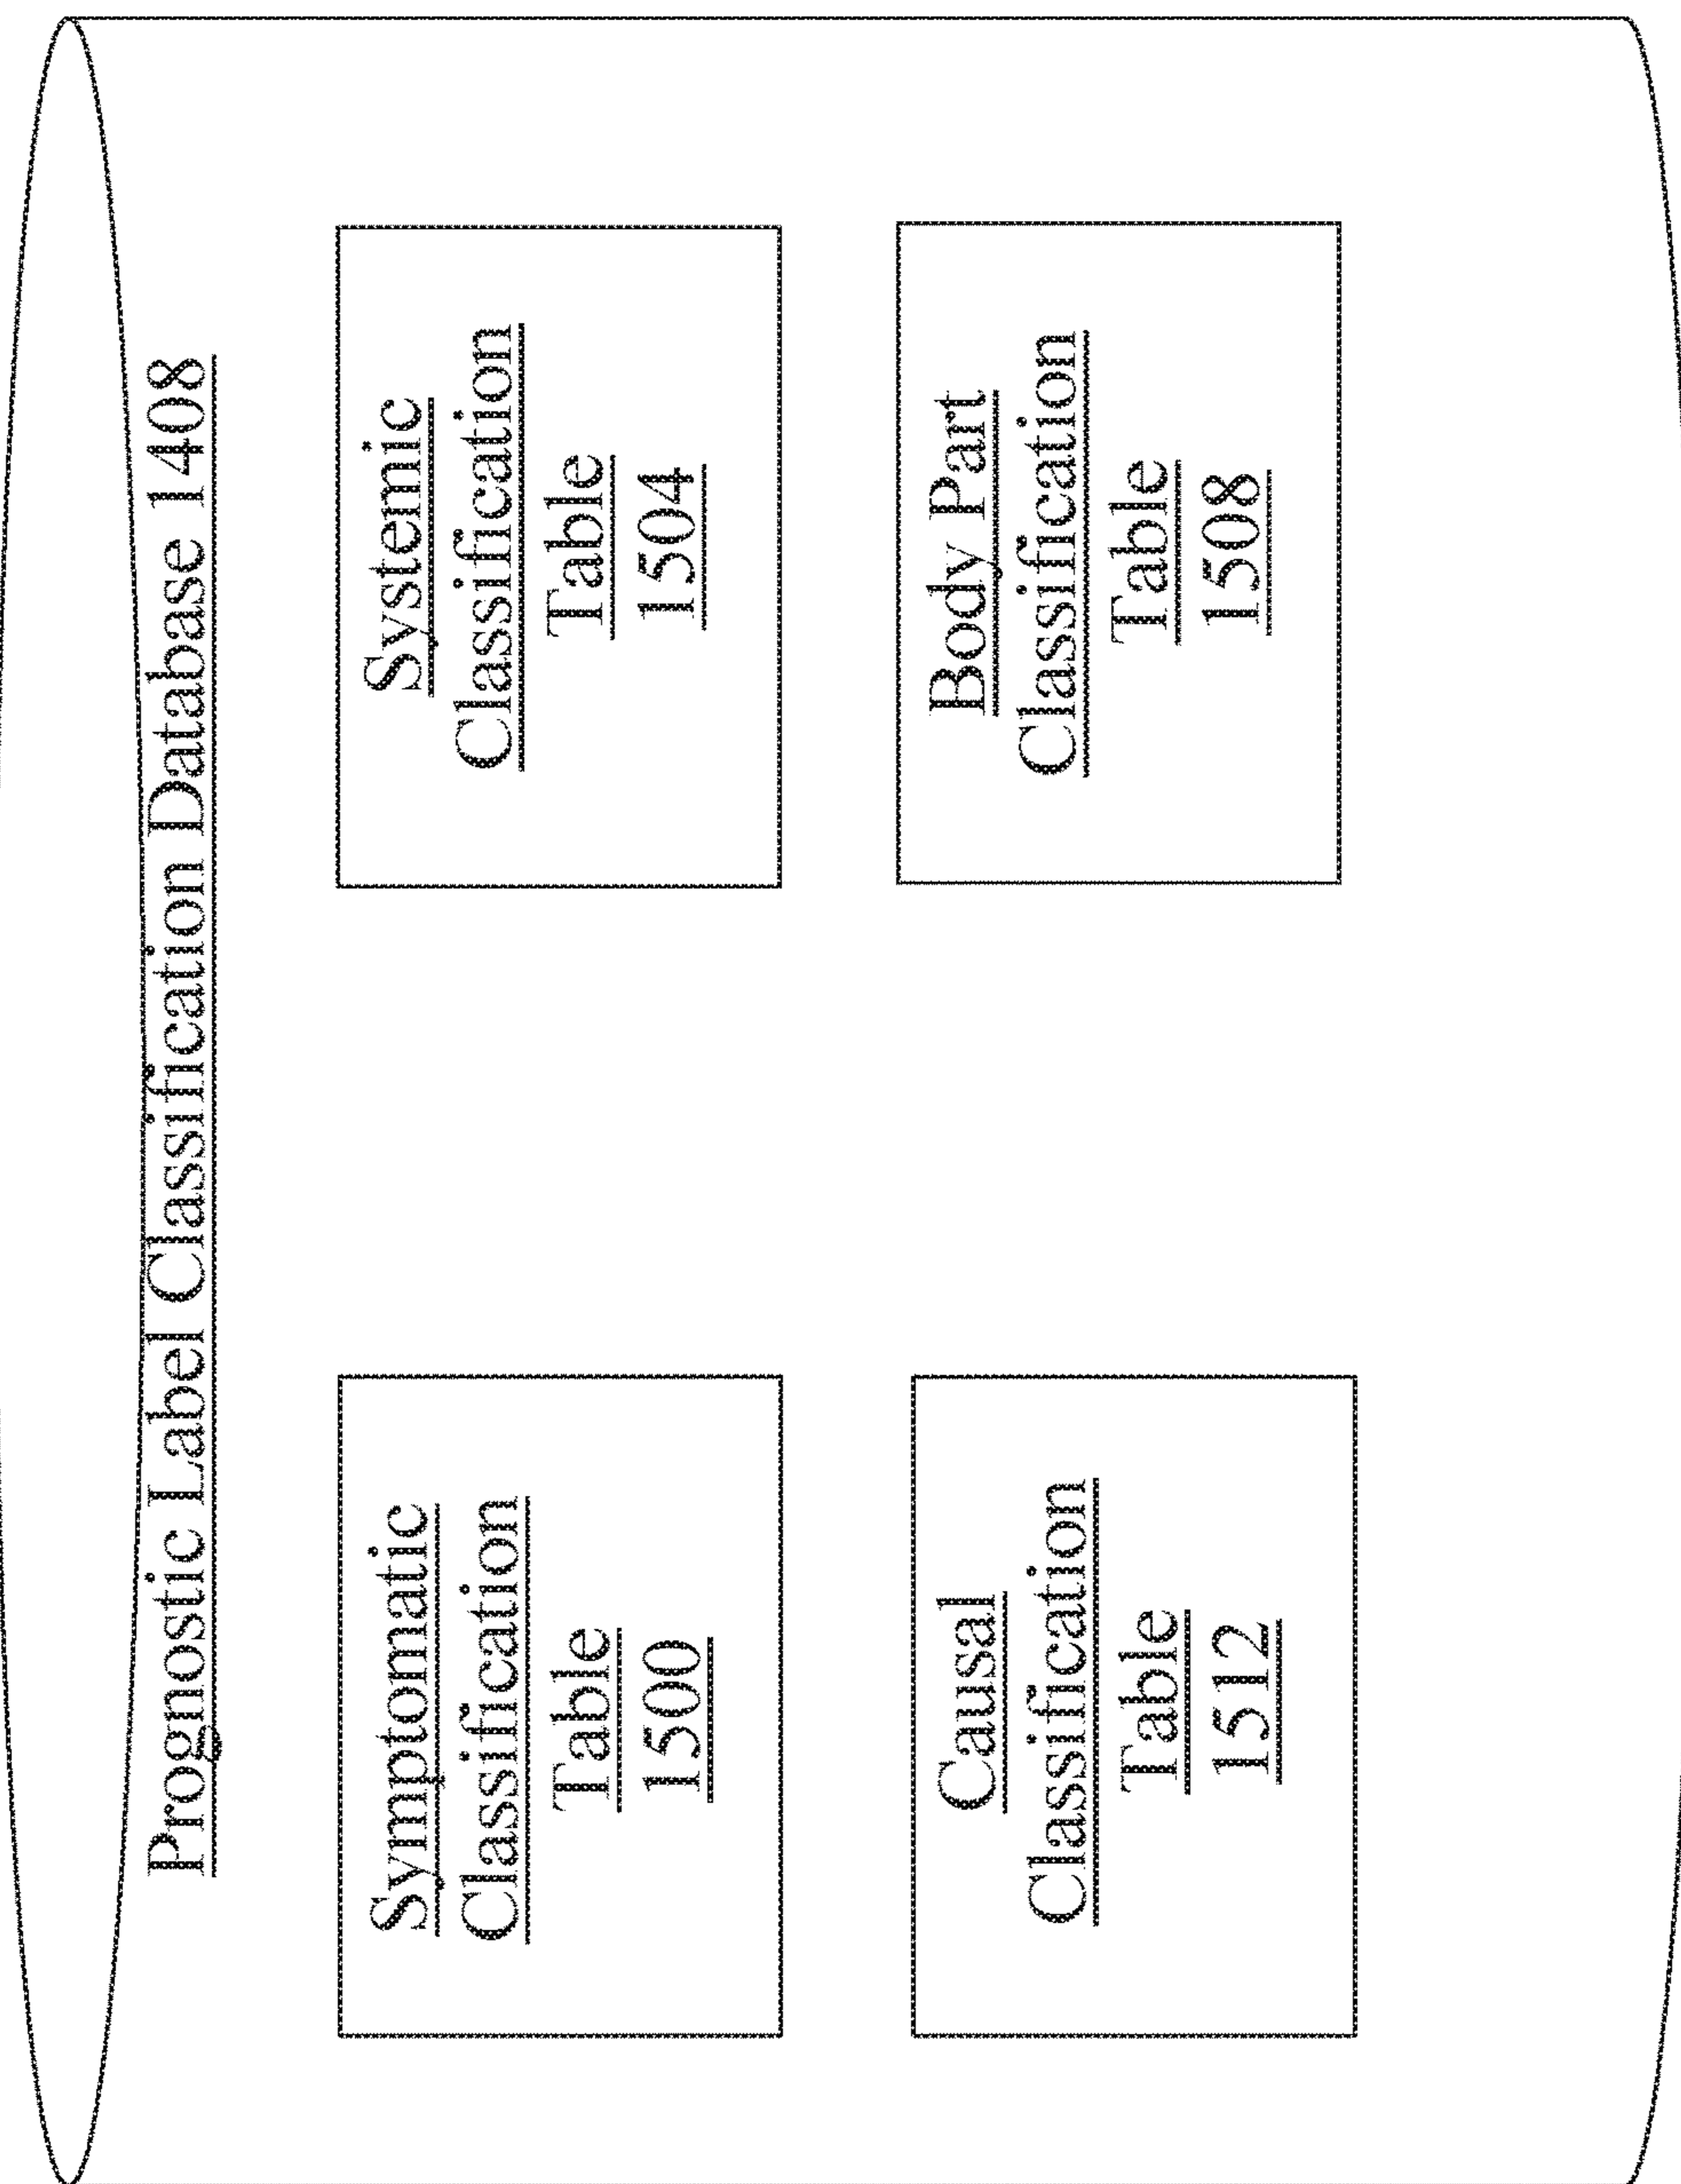 Prognostic Label Classification Database 1408
Symptomatic
Classification
Table
1500
Systemic
Classification
Table
1504
Causal
Classification
Table
1512
Body Part
Classification
Table
1508